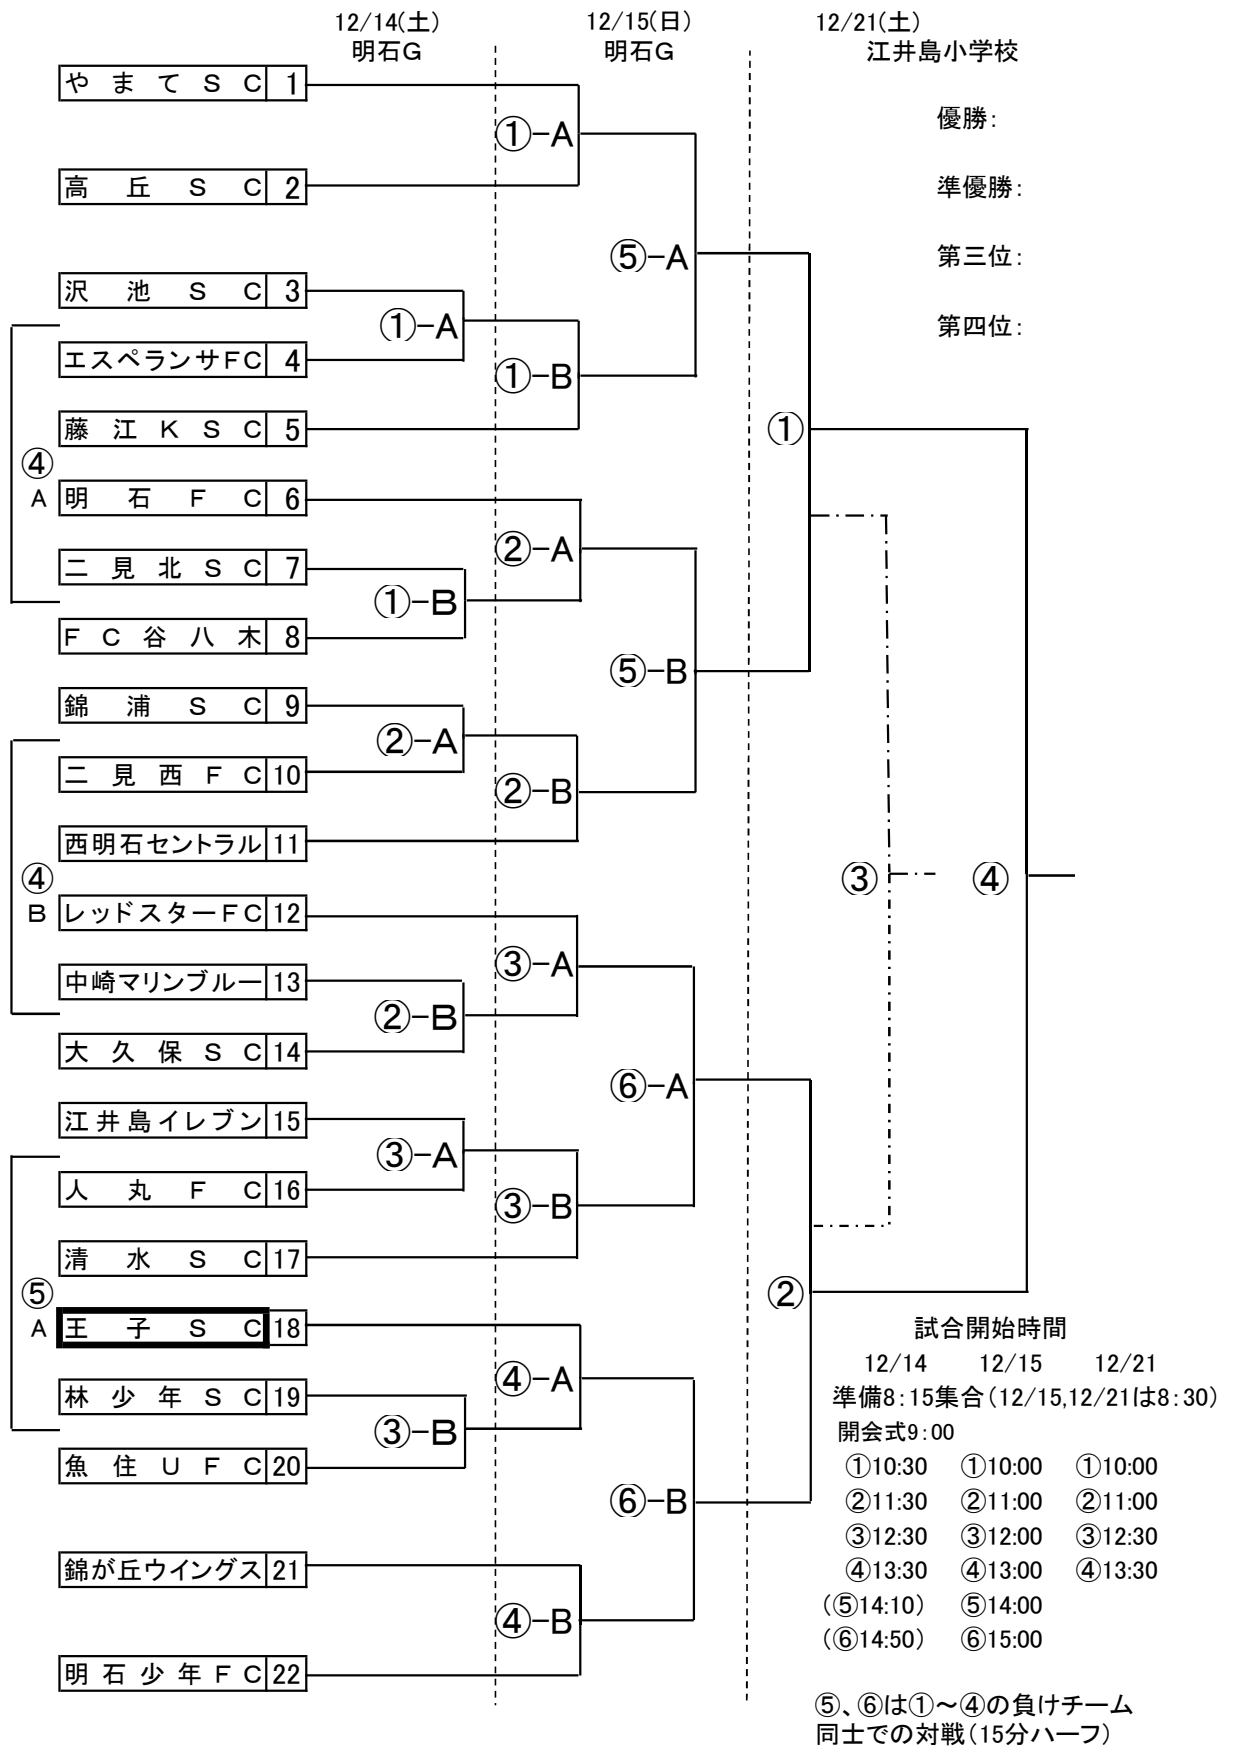 12/14(土) 12/15(日) 12/21(土)
明石G 明石G 江井島小学校
やまてSC 1
優勝:
①-A
高丘SC 2
準優勝:
⑤-A
第三位:
沢池SC 3
①-A
第四位:
エスペランサFC 4
①-B
藤江KSC 5
①
④
A
明石FC 6
②-A
二見北SC 7
①-B
FC谷八木 8
⑤-B
錦浦SC 9
②-A
二見西FC 10
②-B
西明石セントラル 11
④
B
③ ④
レッドスターFC 12
③-A
中崎マリンブルー 13
②-B
大久保SC 14
⑥-A
江井島イレブン 15
③-A
人丸FC 16
③-B
清水SC 17
⑤
A
②
王子SC 18
④-A
林少年SC 19
③-B
魚住UFC 20
⑥-B
錦が丘ウイングス 21
④-B
明石少年FC 22
試合開始時間
12/14 12/15 12/21
準備8:15集合(12/15,12/21は8:30)
開会式9:00
①10:30 ①10:00 ①10:00
②11:30 ②11:00 ②11:00
③12:30 ③12:00 ③12:30
④13:30 ④13:00 ④13:30
(⑤14:10) ⑤14:00
(⑥14:50) ⑥15:00
⑤、⑥は①~④の負けチーム
同士での対戦(15分ハーフ)